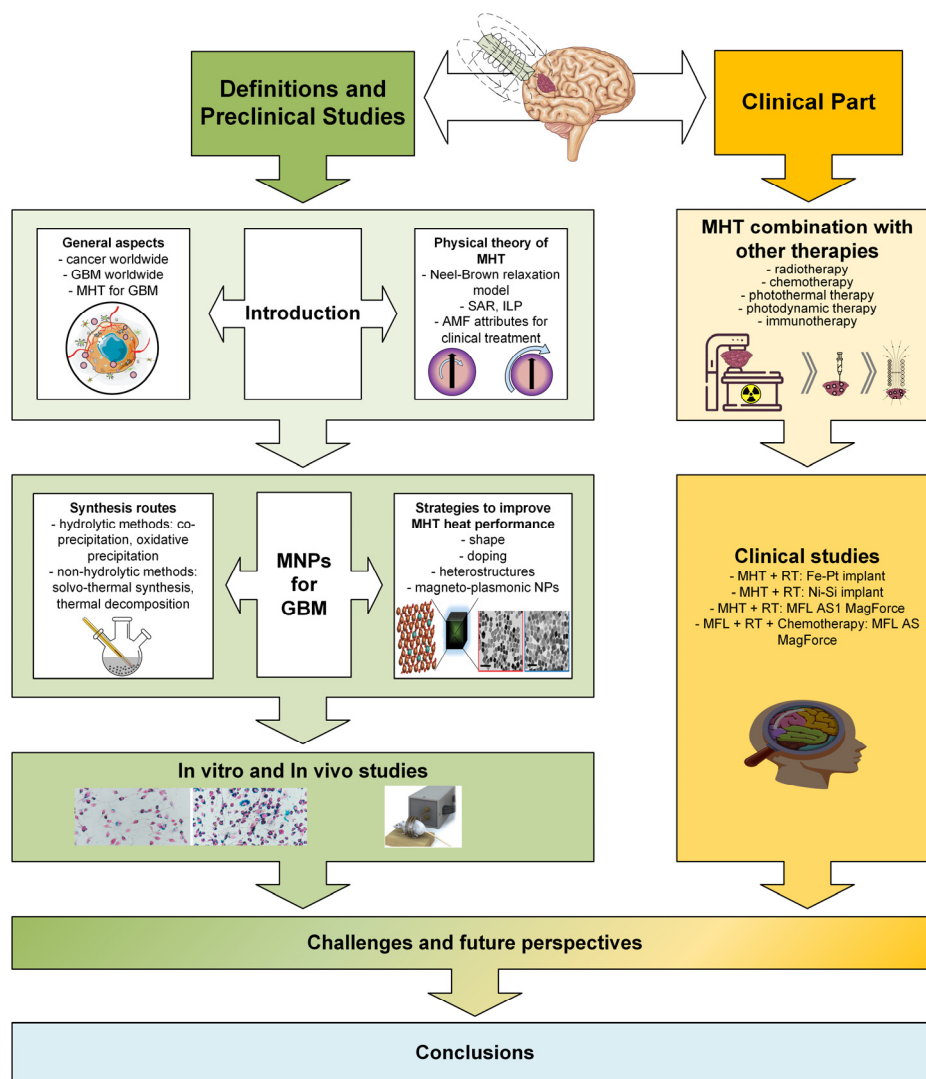 Definitions and
Preclinical Studies
Clinical Part
General aspects
- cancer worldwide
- GBM worldwide
- MHT for GBM
Introduction
Physical theory of
MHT
- Neel-Brown relaxation
model
- SAR, ILP
- AMF attributes for
clinical treatment
MHT combination with
other therapies
- radiotherapy
- chemotherapy
- photothermal therapy
- photodynamic therapy
- immunotherapy
Synthesis routes
- hydrolytic methods: co-
precipitation, oxidative
precipitation
- non-hydrolytic methods:
solvo-thermal synthesis,
thermal decomposition
MNPs
for
GBM
Strategies to improve
MHT heat performance
- shape
- doping
- heterostructures
- magneto-plasmonic NPs
Clinical studies
- MHT + RT: Fe-Pt implant
- MHT + RT: Ni-Si implant
- MHT + RT: MFL AS1 MagForce
- MFL + RT + Chemotherapy: MFL AS
MagForce
In vitro and In vivo studies
Challenges and future perspectives
Conclusions